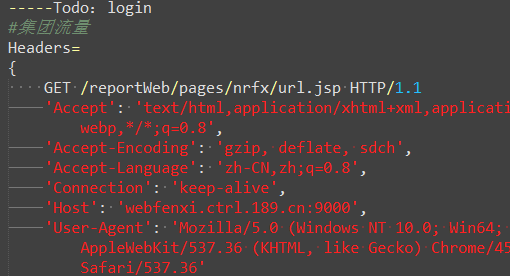 -----Todo: login
#集团流量
Headers=
{
GET /reportWeb/pages/nrfx/url.jsp HTTP/1.1
'Accept': 'text/html,application/xhtml+xml,applicati
webp,*/*;q=0.8',
'Accept-Encoding': 'gzip, deflate, sdch',
'Accept-Language': 'zh-CN,zh;q=0.8',
'Connection': 'keep-alive',
'Host': 'webfenxi.ctrl.189.cn:9000',
'User-Agent': 'Mozilla/5.0 (Windows NT 10.0; Win64;
AppleWebKit/537.36 (KHTML, like Gecko) Chrome/45
Safari/537.36'